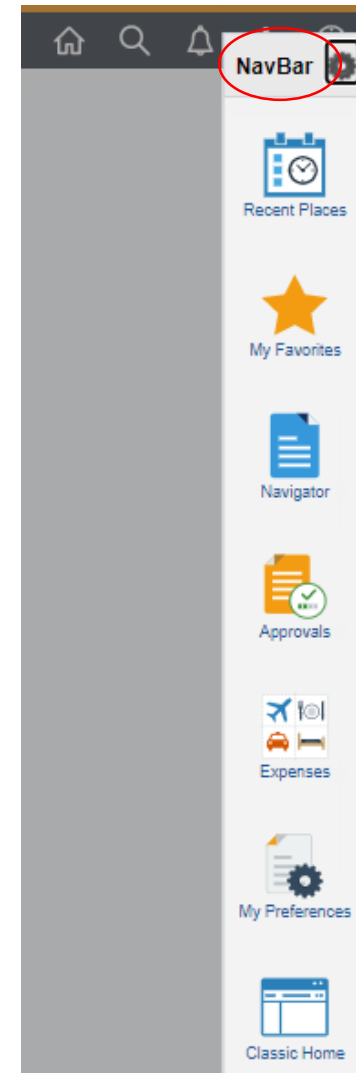 NavBar
Recent Places
My Favorites
Navigator
Approvals
Expenses
My Preferences
Classic Home